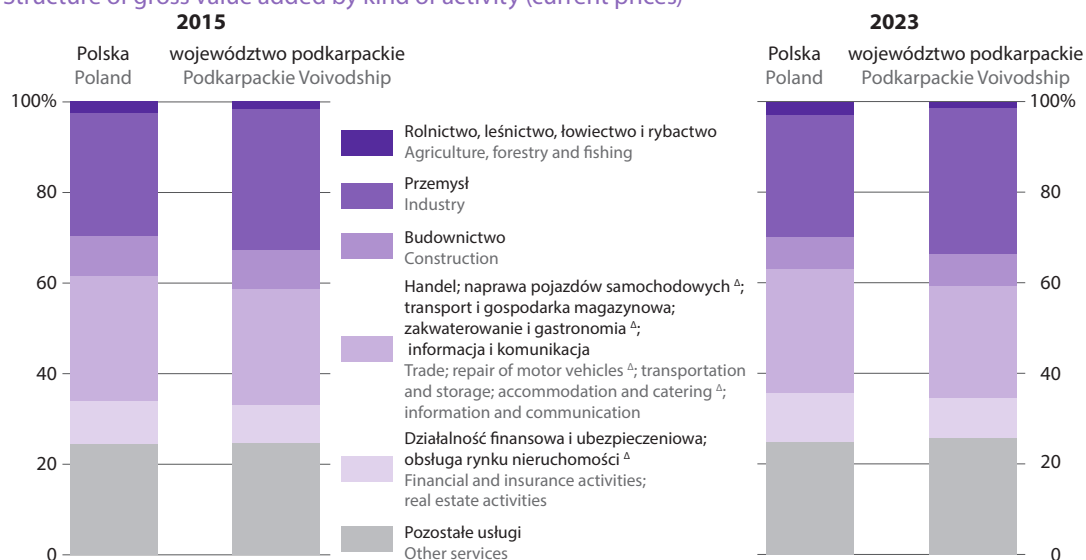 Structure of gross value added by kind of activity (current prices)
2015
Polska
Poland
województwo podkarpackie
Podkarpackie Voivodship
2023
Polska
Poland
województwo podkarpackie
Podkarpackie Voivodship
100%
80
60
40
20
0
Rolnictwo, leśnictwo, łowiectwo i rybactwo
Agriculture, forestry and fishing
Przemysł
Industry
Budownictwo
Construction
Handel; naprawa pojazdów samochodowych ∆;
transport i gospodarka magazynowa;
zakwaterowanie i gastronomia ∆;
informacja i komunikacja
Trade; repair of motor vehicles ∆; transportation
and storage; accommodation and catering ∆;
information and communication
Działalność finansowa i ubezpieczeniowa;
obsługa rynku nieruchomości ∆
Financial and insurance activities;
real estate activities
Pozostałe usługi
Other services
100%
80
60
40
20
0